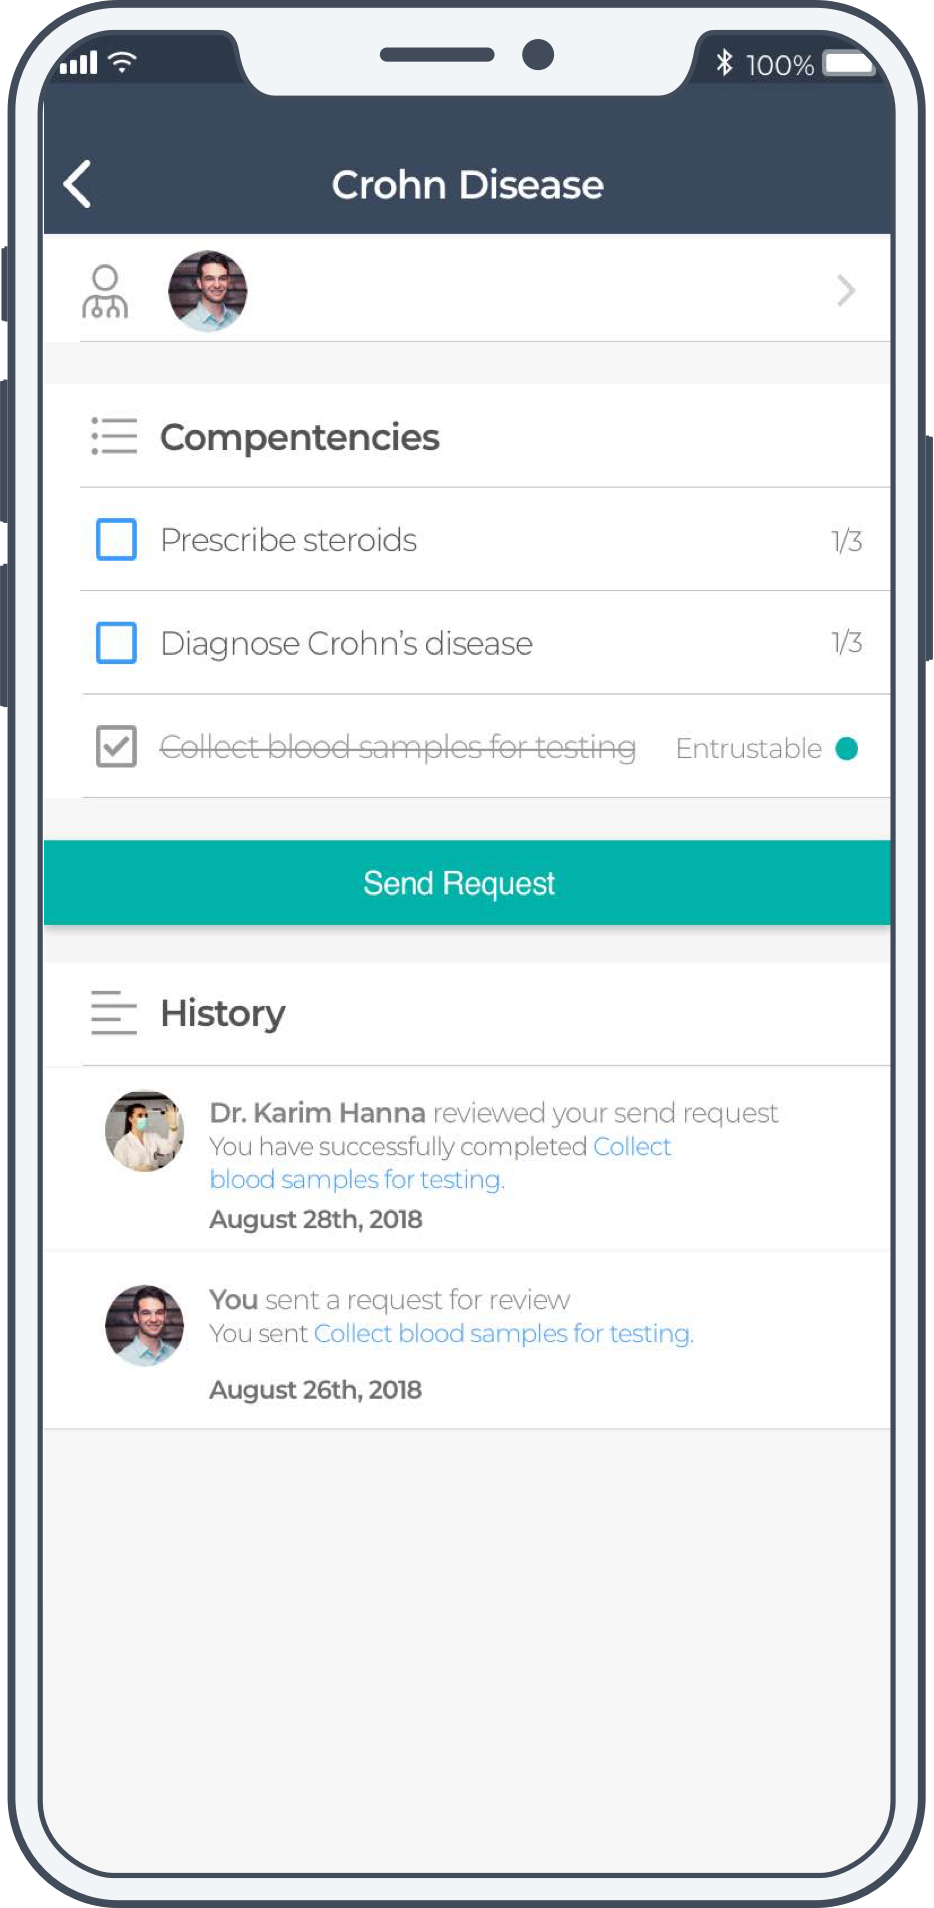 100%
Crohn Disease
Compentencies
Prescribe steroids 1/3
Diagnose Crohn’s disease 1/3
Collect blood samples for testing Entrustable
Send Request
History
Dr. Karim Hanna reviewed your send request
You have successfully completed Collect
blood samples for testing.
August 28th, 2018
You sent a request for review
You sent Collect blood samples for testing.
August 26th, 2018